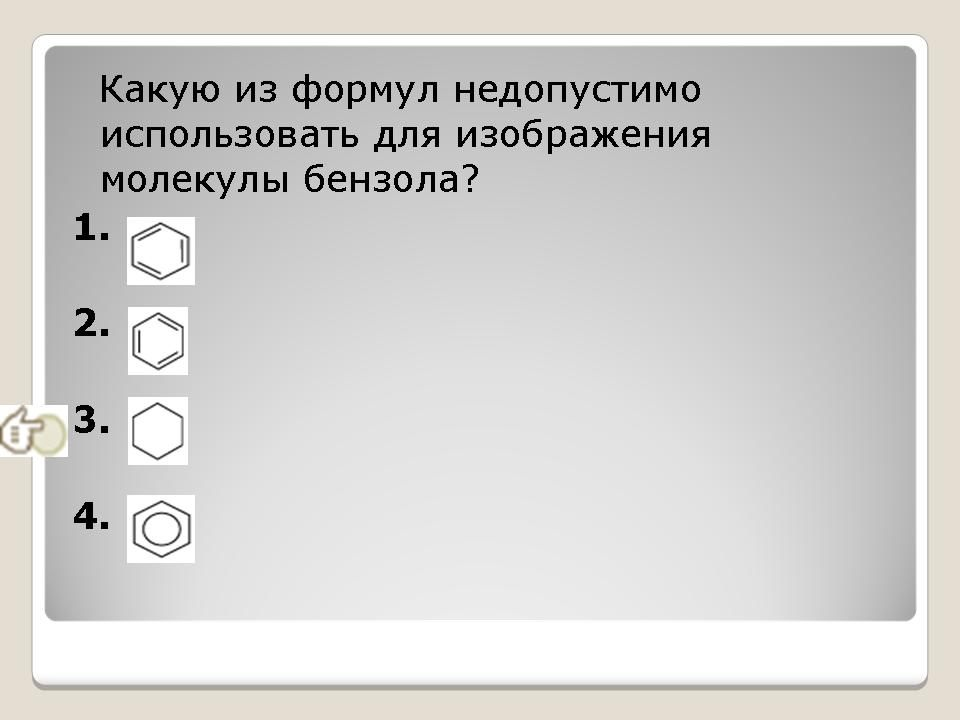 Какую из формул недопустимо
использовать для изображения
молекулы бензола?
1.
2.
3.
4.